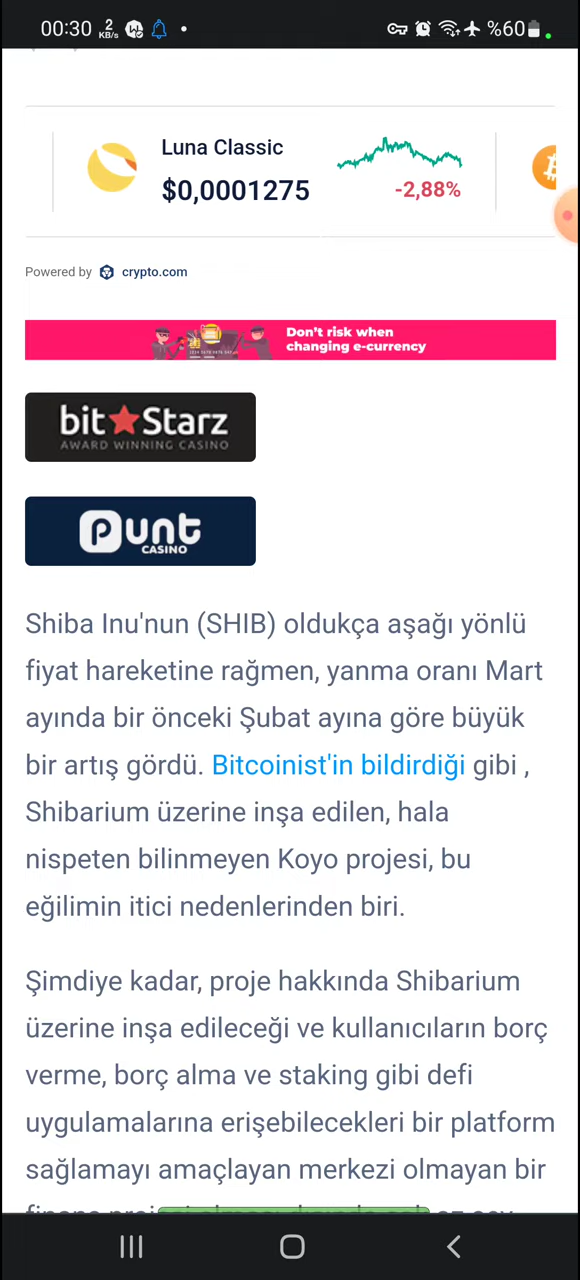 00:30 2 KB/s %60
Luna Classic
$0,0001275
-2,88%
Powered by crypto.com
Don't risk when
changing e-currency
bit Starz
AWARD WINNING CASINO
Punt
CASINO
Shiba Inu'nun (SHIB) oldukça aşağı yönlü
fiyat hareketine rağmen, yanma oranı Mart
ayında bir önceki Şubat ayına göre büyük
bir artış gördü. Bitcoinist'in bildirdiği gibi ,
Shibarium üzerine inşa edilen, hala
nispeten bilinmeyen Koyo projesi, bu
eğilimin itici nedenlerinden biri.
Şimdiye kadar, proje hakkında Shibarium
üzerine inşa edileceği ve kullanıcıların borç
verme, borç alma ve staking gibi defi
uygulamalarına erişebilecekleri bir platform
sağlamayı amaçlayan merkezi olmayan bir